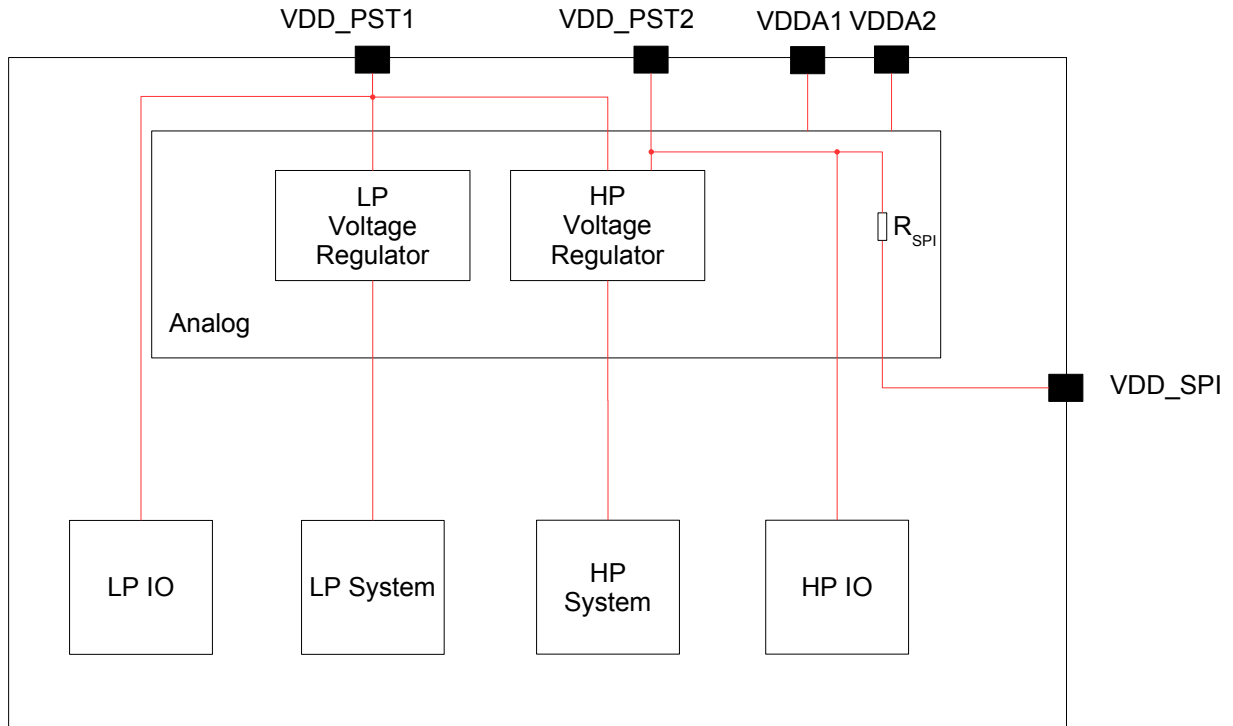 VDD_PST1
VDD_PST2
VDDA1
VDDA2
LP
Voltage
Regulator
HP
Voltage
Regulator
RSPI
Analog
VDD_SPI
LP IO
LP System
HP
System
HP IO